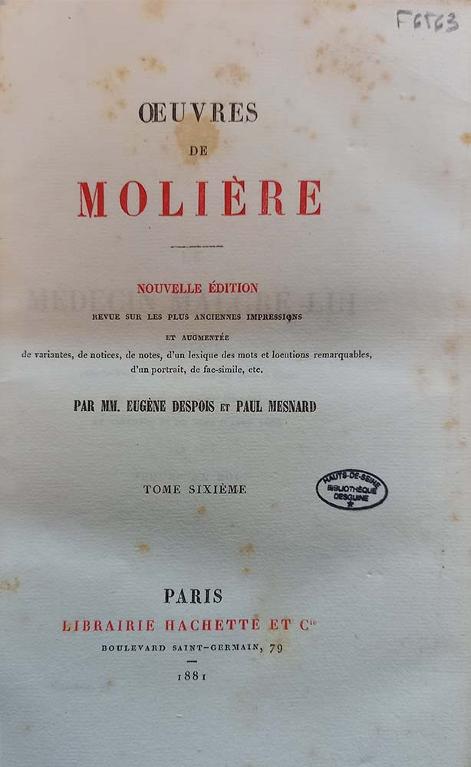 F6563
ŒUVRES
DE
MOLIÈRE
NOUVELLE ÉDITION
REVUE SUR LES PLUS ANCIENNES IMPRESSIONS
ET AUGMENTÉE
de variantes, de notices, de notes, d'un lexique des mots et locutions remarquables,
d'un portrait, de fac-simile, etc.
PAR MM. EUGÈNE DESPOIS ET PAUL MESNARD
TOME SIXIÈME
HAUTS-DE-SEINE
BIBLIOTHÈQUE
DESGUINE
PARIS
LIBRAIRIE HACHETTE ET Cie
BOULEVARD SAINT-GERMAIN, 79
1881